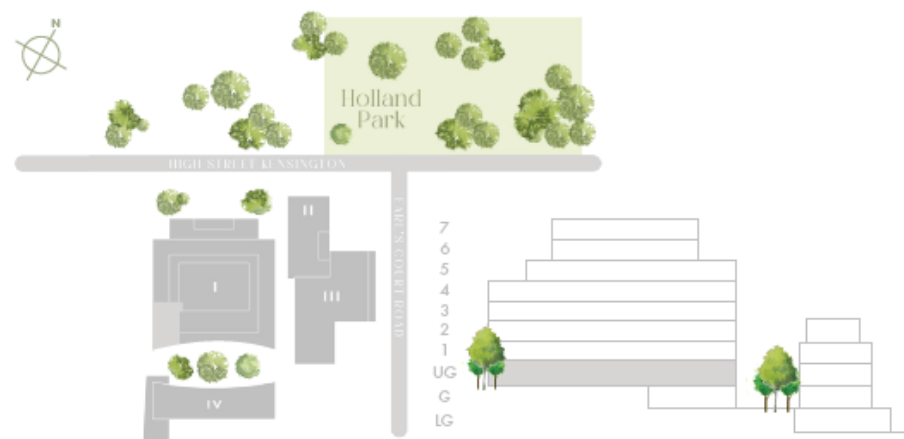 N
Holland
Park
HIGH STREET KENSINGTON
EARL'S COURT ROAD
I
II
III
IV
7
6
5
4
3
2
1
UG
G
LG